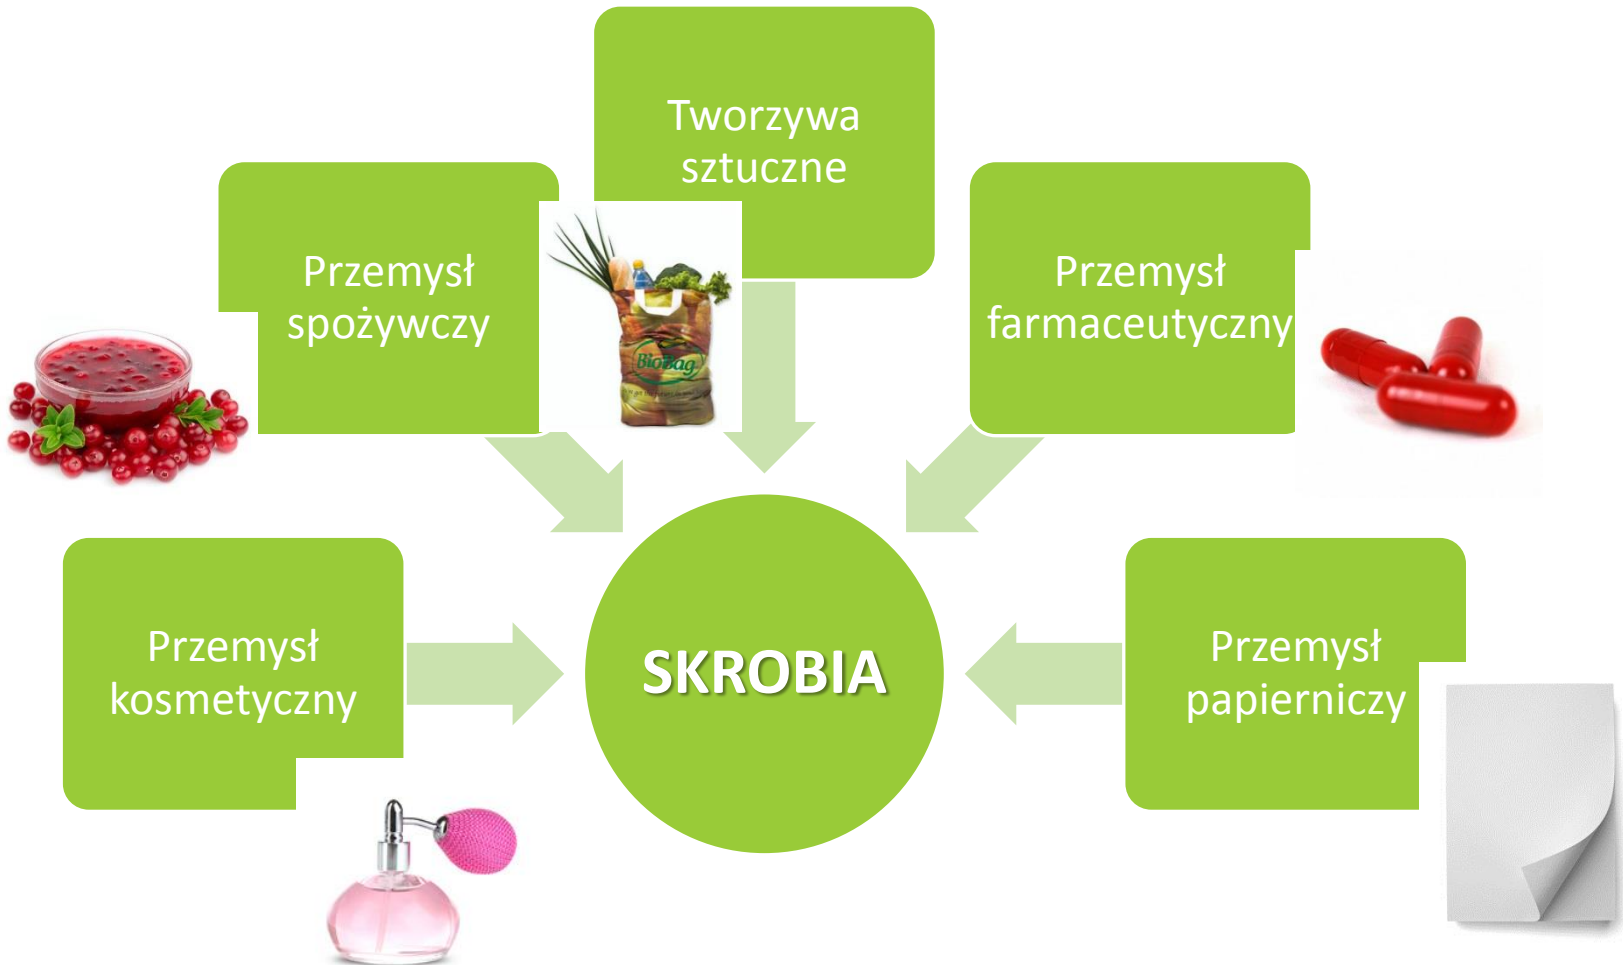 Tworzywa
sztuczne
Przemysł
spożywczy
Przemysł
farmaceutyczny
BioBag
Przemysł
kosmetyczny
SKROBIA
Przemysł
papierniczy